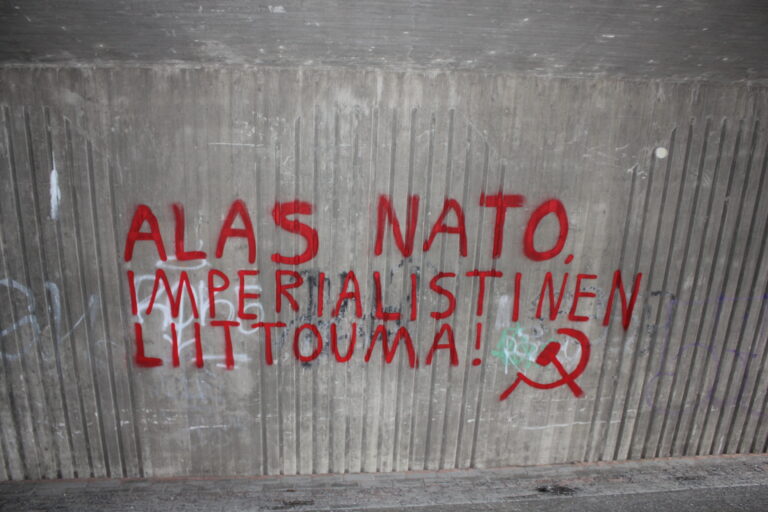 ALAS NATO,
IMPERIALISTINEN
LIITTOUMA!